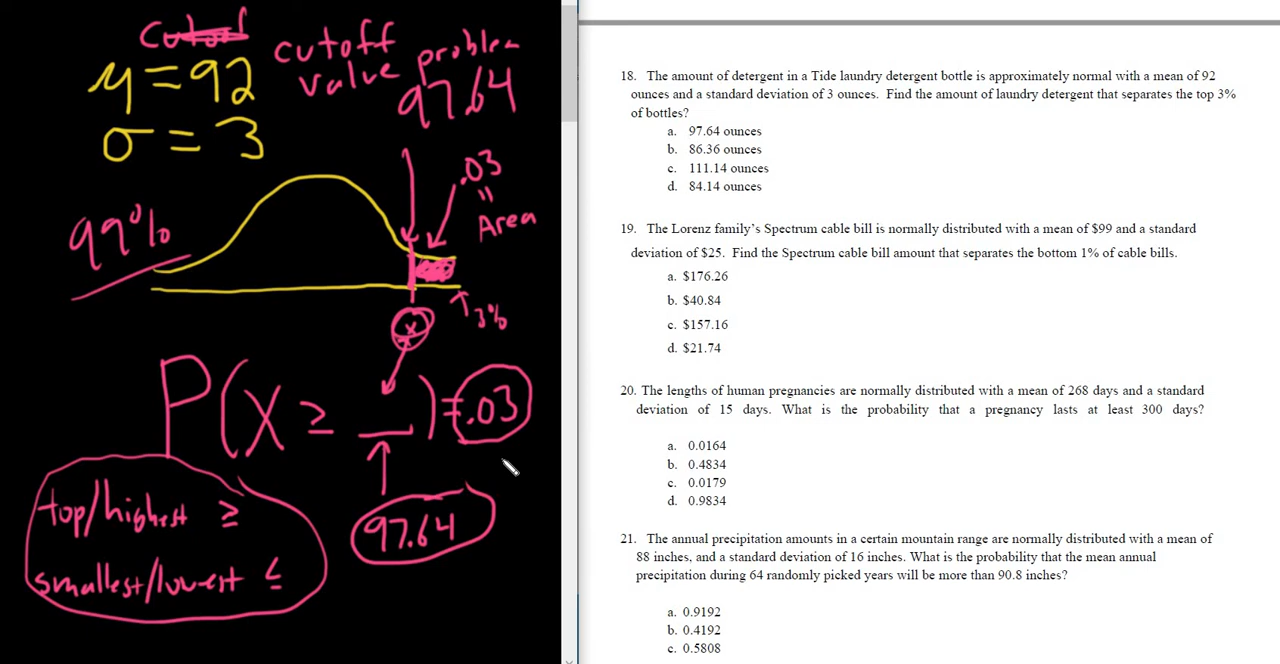 cutoff
cutoff
value problem
μ = 92
97.64
σ = 3
.03
=
Area
99%
x
3%
P(X ≥ __) = .03
top/highest ≥
97.64
smallest/lowest ≤
18. The amount of detergent in a Tide laundry detergent bottle is approximately normal with a mean of 92
ounces and a standard deviation of 3 ounces. Find the amount of laundry detergent that separates the top 3%
of bottles?
a. 97.64 ounces
b. 86.36 ounces
c. 111.14 ounces
d. 84.14 ounces
19. The Lorenz family's Spectrum cable bill is normally distributed with a mean of $99 and a standard
deviation of $25. Find the Spectrum cable bill amount that separates the bottom 1% of cable bills.
a. $176.26
b. $40.84
c. $157.16
d. $21.74
20. The lengths of human pregnancies are normally distributed with a mean of 268 days and a standard
deviation of 15 days. What is the probability that a pregnancy lasts at least 300 days?
a. 0.0164
b. 0.4834
c. 0.0179
d. 0.9834
21. The annual precipitation amounts in a certain mountain range are normally distributed with a mean of
88 inches, and a standard deviation of 16 inches. What is the probability that the mean annual
precipitation during 64 randomly picked years will be more than 90.8 inches?
a. 0.9192
b. 0.4192
c. 0.5808